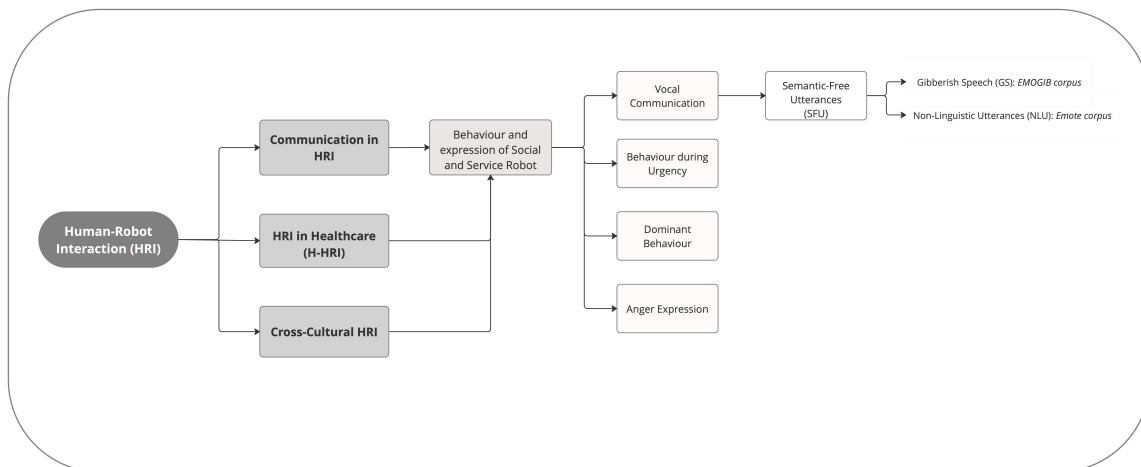 Human-Robot
Interaction (HRI)
Communication in
HRI
HRI in Healthcare
(H-HRI)
Cross-Cultural HRI
Behaviour and
expression of Social
and Service Robot
Vocal
Communication
Behaviour during
Urgency
Dominant
Behaviour
Anger Expression
Semantic-Free
Utterances
(SFU)
Gibberish Speech (GS): EMOGIB corpus
Non-Linguistic Utterances (NLU): Emote corpus